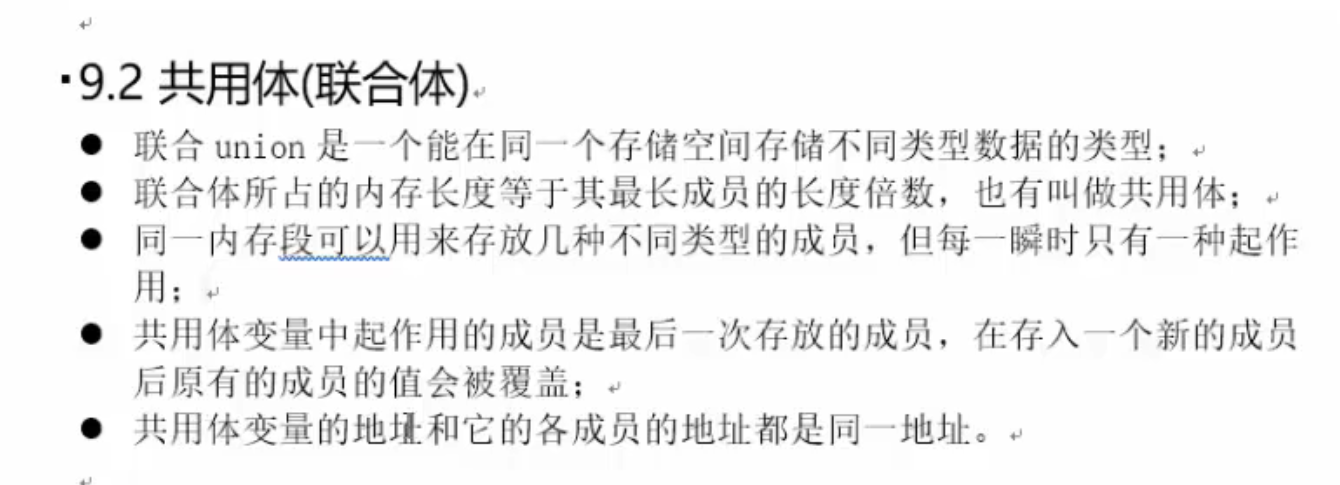 9.2 共用体(联合体)
● 联合 union 是一个能在同一个存储空间存储不同类型数据的类型；
● 联合体所占的内存长度等于其最长成员的长度倍数，也有叫做共用体；
● 同一内存段可以用来存放几种不同类型的成员，但每一瞬时只有一种起作
用；
● 共用体变量中起作用的成员是最后一次存放的成员，在存入一个新的成员
后原有的成员的值会被覆盖；
● 共用体变量的地址和它的各成员的地址都是同一地址。